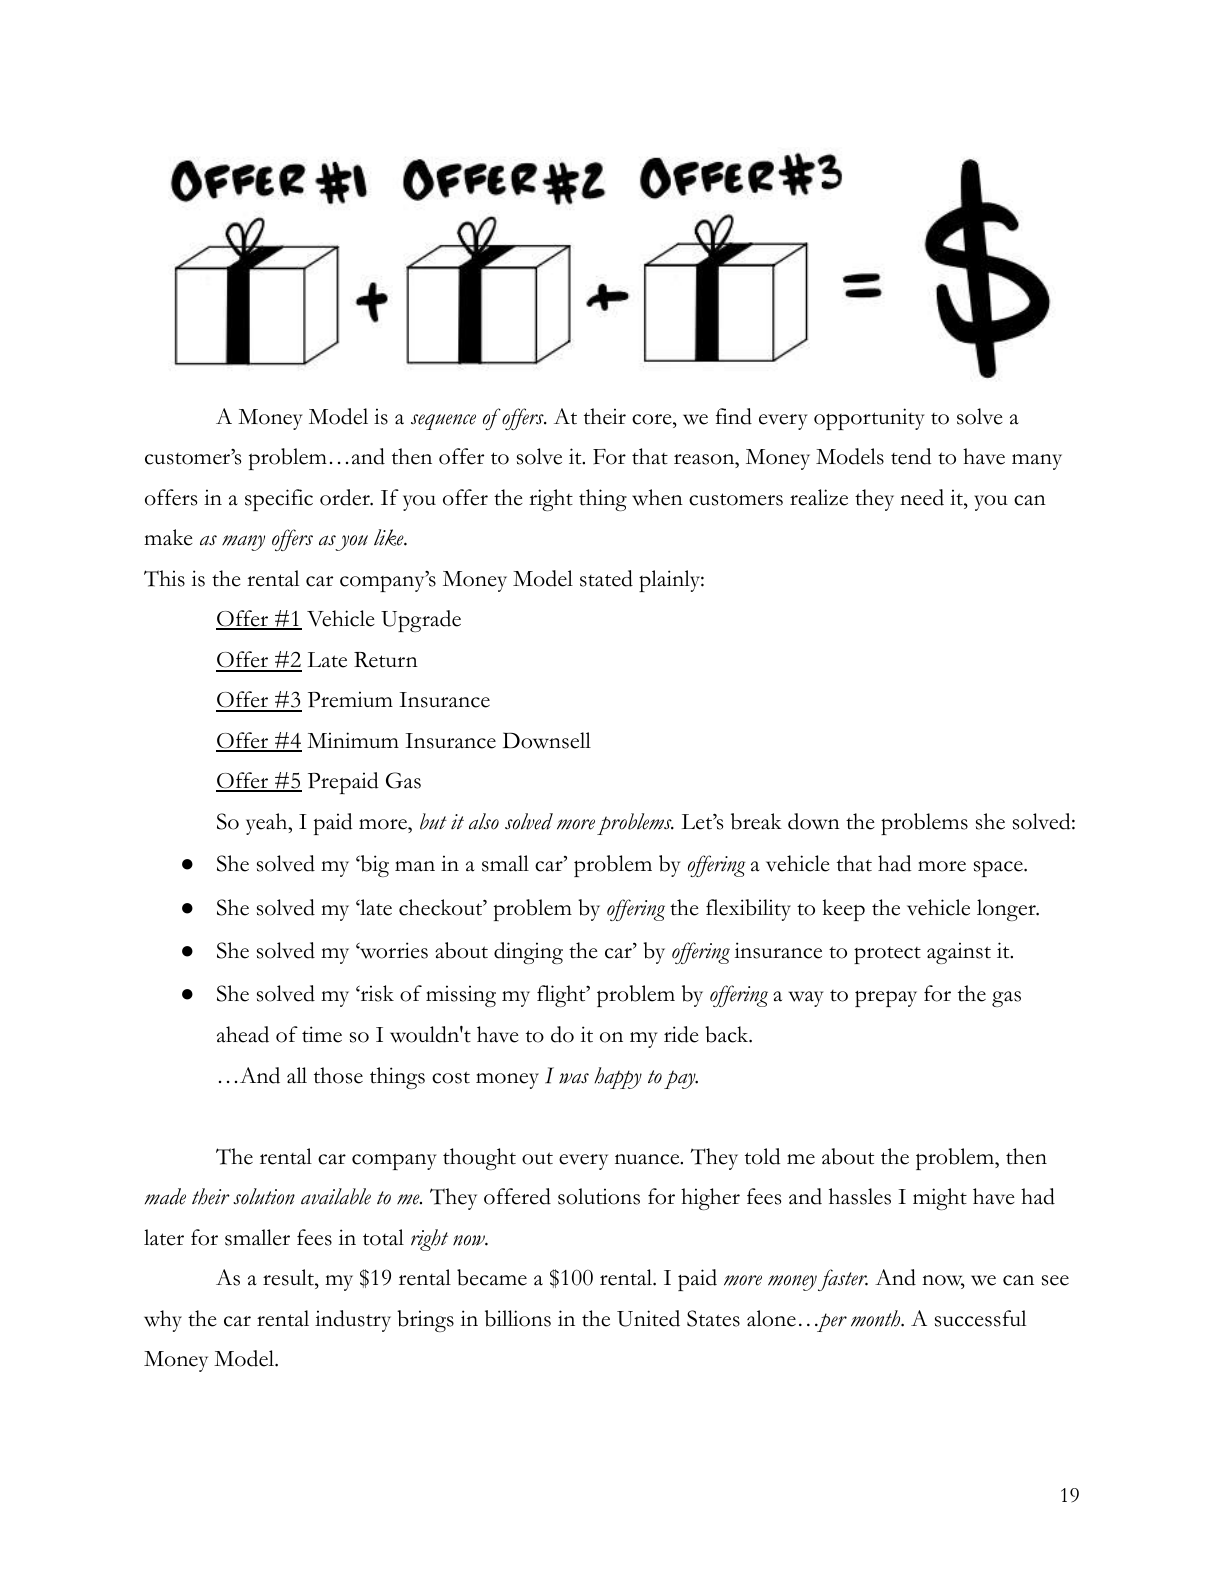 OFFER #1 OFFER #2 OFFER #3
+ + = $
A Money Model is a sequence of offers. At their core, we find every opportunity to solve a
customer’s problem…and then offer to solve it. For that reason, Money Models tend to have many
offers in a specific order. If you offer the right thing when customers realize they need it, you can
make as many offers as you like.
This is the rental car company’s Money Model stated plainly:
Offer #1 Vehicle Upgrade
Offer #2 Late Return
Offer #3 Premium Insurance
Offer #4 Minimum Insurance Downsell
Offer #5 Prepaid Gas
So yeah, I paid more, but it also solved more problems. Let’s break down the problems she solved:
● She solved my ‘big man in a small car’ problem by offering a vehicle that had more space.
● She solved my ‘late checkout’ problem by offering the flexibility to keep the vehicle longer.
● She solved my ‘worries about dinging the car’ by offering insurance to protect against it.
● She solved my ‘risk of missing my flight’ problem by offering a way to prepay for the gas
ahead of time so I wouldn't have to do it on my ride back.
…And all those things cost money I was happy to pay.
The rental car company thought out every nuance. They told me about the problem, then
made their solution available to me. They offered solutions for higher fees and hassles I might have had
later for smaller fees in total right now.
As a result, my $19 rental became a $100 rental. I paid more money faster. And now, we can see
why the car rental industry brings in billions in the United States alone…per month. A successful
Money Model.
19